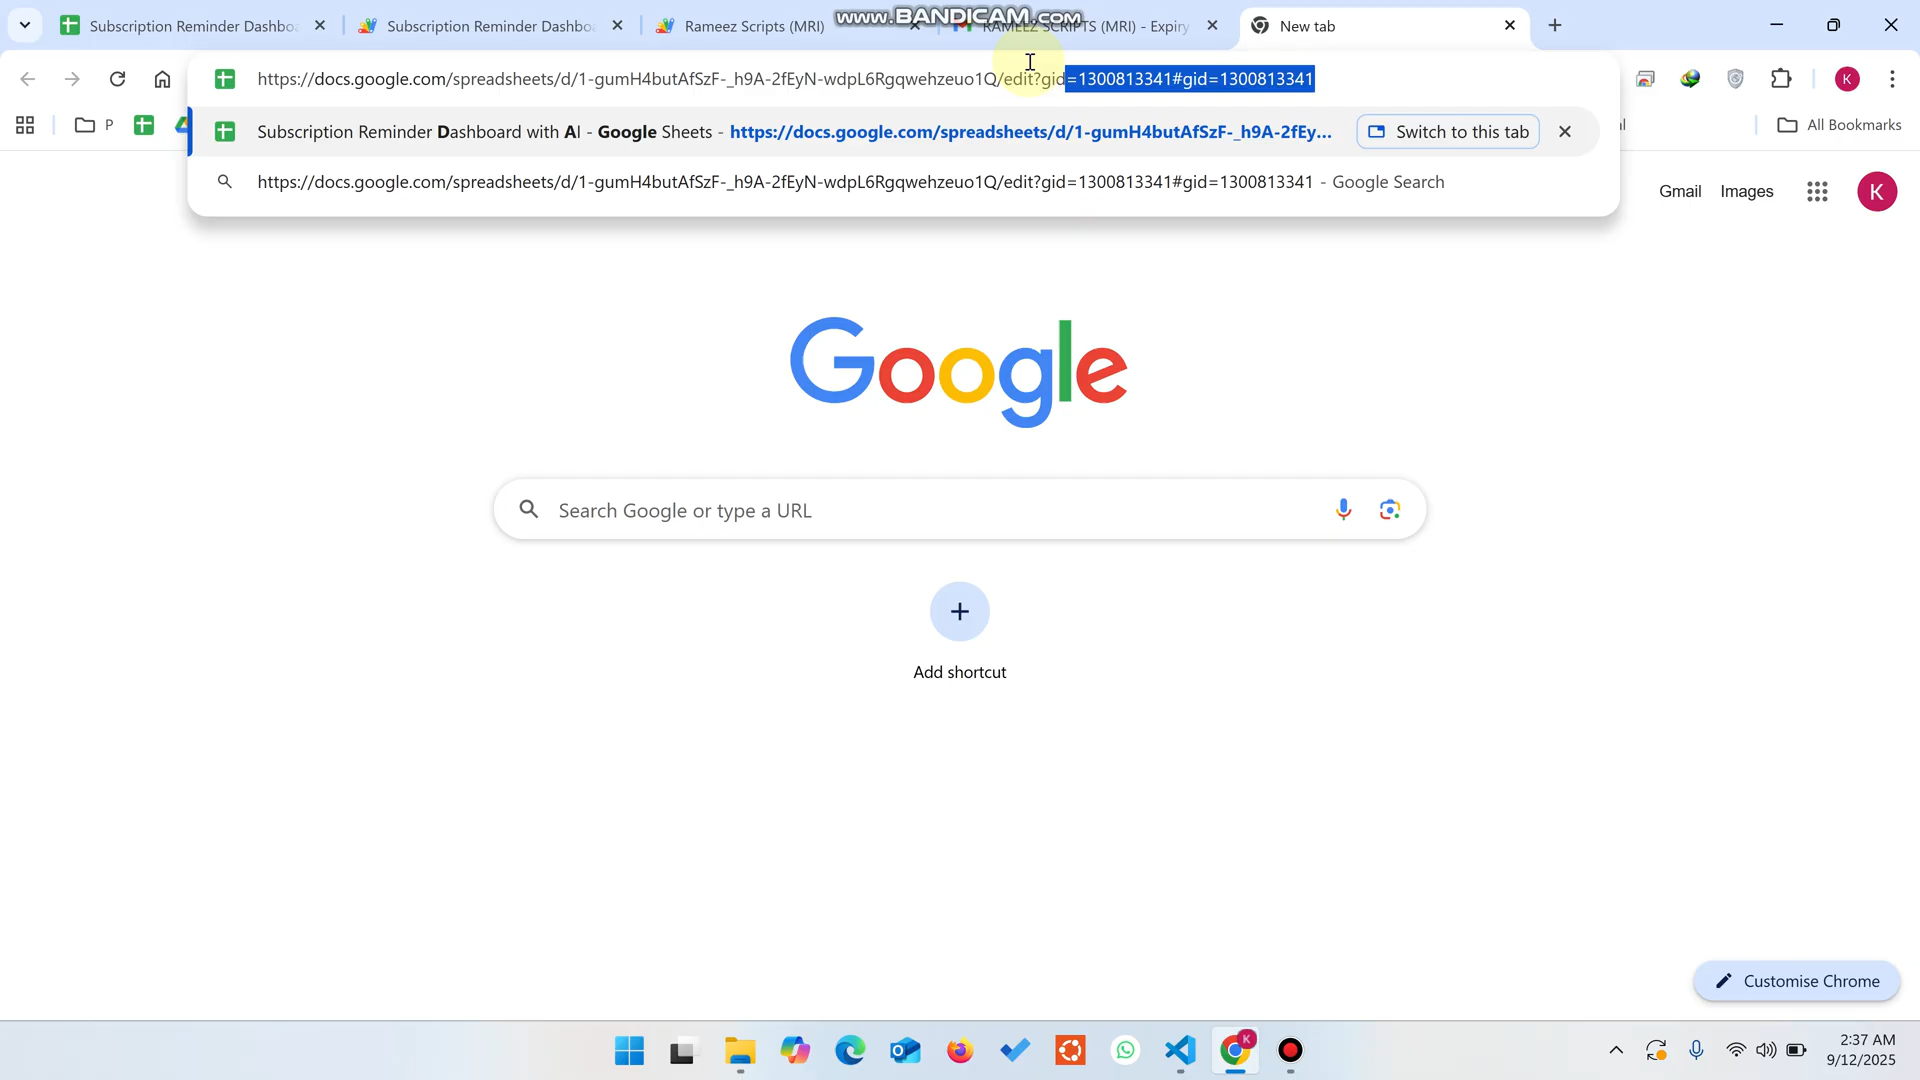 Subscription Reminder Dashboa
Subscription Reminder Dashboa
Rameez Scripts (MRI)
RAMEEZ SCRIPTS (MRI) - Expiry
New tab
www.BANDICAM.com
https://docs.google.com/spreadsheets/d/1-gumH4butAfSzF-_h9A-2fEyN-wdpL6Rgqwehzeuo1Q/edit?gid=1300813341#gid=1300813341
K
P
Subscription Reminder Dashboard with AI - Google Sheets - https://docs.google.com/spreadsheets/d/1-gumH4butAfSzF-_h9A-2fEy...
Switch to this tab
All Bookmarks
https://docs.google.com/spreadsheets/d/1-gumH4butAfSzF-_h9A-2fEyN-wdpL6Rgqwehzeuo1Q/edit?gid=1300813341#gid=1300813341 - Google Search
Gmail
Images
K
Google
Search Google or type a URL
Add shortcut
Customise Chrome
K
2:37 AM
9/12/2025